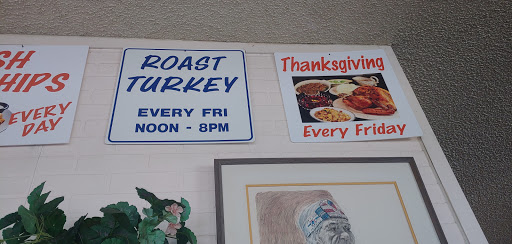 SH
HIPS
EVERY
DAY
ROAST
TURKEY
EVERY FRI
NOON - 8PM
Thanksgiving
Every Friday